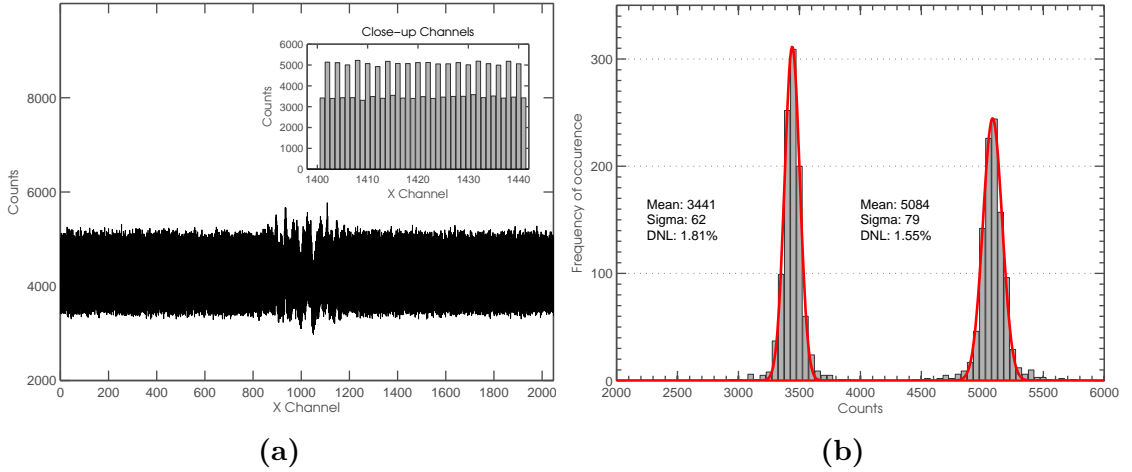 Close-up Channels
6000
5000
4000
3000
2000
1000
0
Counts
1400 1410 1420 1430 1440
X Channel
8000
6000
4000
2000
Counts
0 200 400 600 800 1000 1200 1400 1600 1800 2000
X Channel
(a)
300
200
100
0
Frequency of occurence
Mean: 3441
Sigma: 62
DNL: 1.81%
Mean: 5084
Sigma: 79
DNL: 1.55%
2000 2500 3000 3500 4000 4500 5000 5500 6000
Counts
(b)